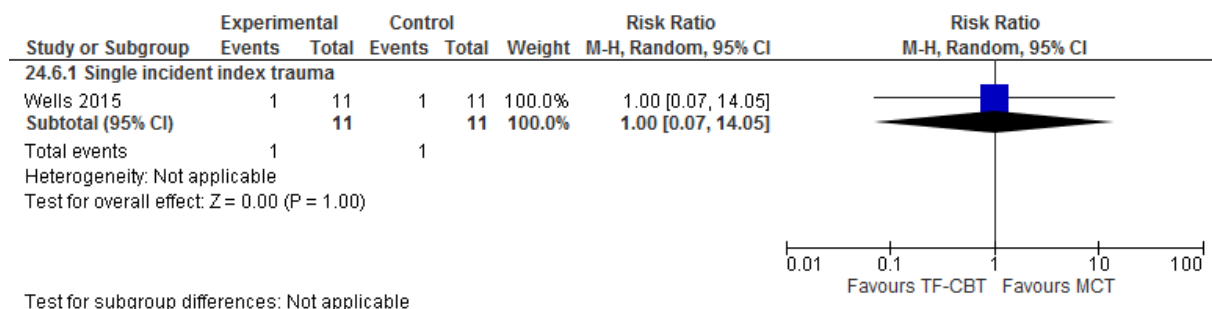 Experimental Control Risk Ratio Risk Ratio
Study or Subgroup Events Total Events Total Weight M-H, Random, 95% CI M-H, Random, 95% CI
24.6.1 Single incident index trauma
Wells 2015 1 11 1 11 100.0% 1.00 [0.07, 14.05]
Subtotal (95% CI) 11 11 100.0% 1.00 [0.07, 14.05]
Total events 1 1
Heterogeneity: Not applicable
Test for overall effect: Z = 0.00 (P = 1.00)
0.01 0.1 1 10 100
Favours TF-CBT Favours MCT
Test for subgroup differences: Not applicable